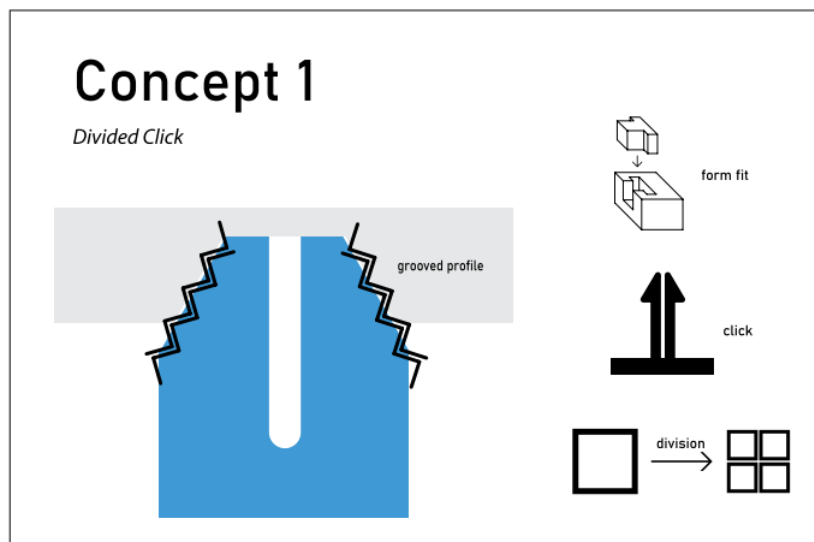 Concept 1
Divided Click
form fit
grooved profile
click
division